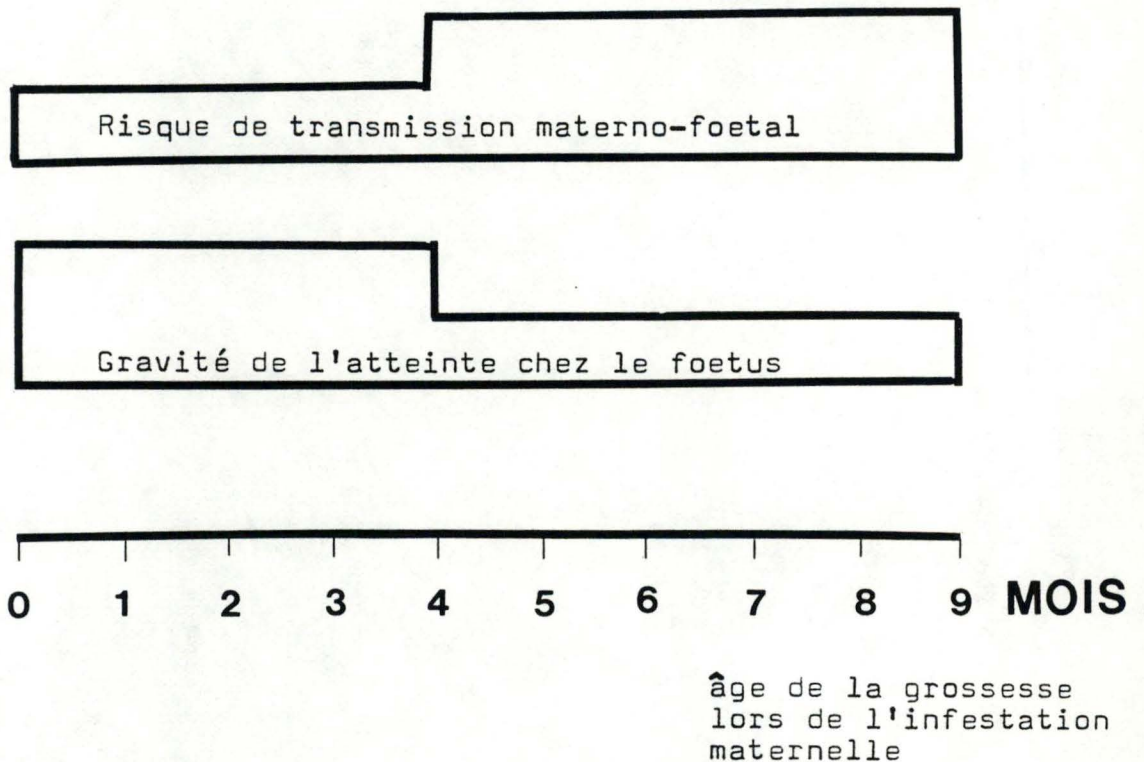 Risque de transmission materno-foetal
Gravité de l'atteinte chez le foetus
0 1 2 3 4 5 6 7 8 9 MOIS
âge de la grossesse
lors de l'infestation
maternelle